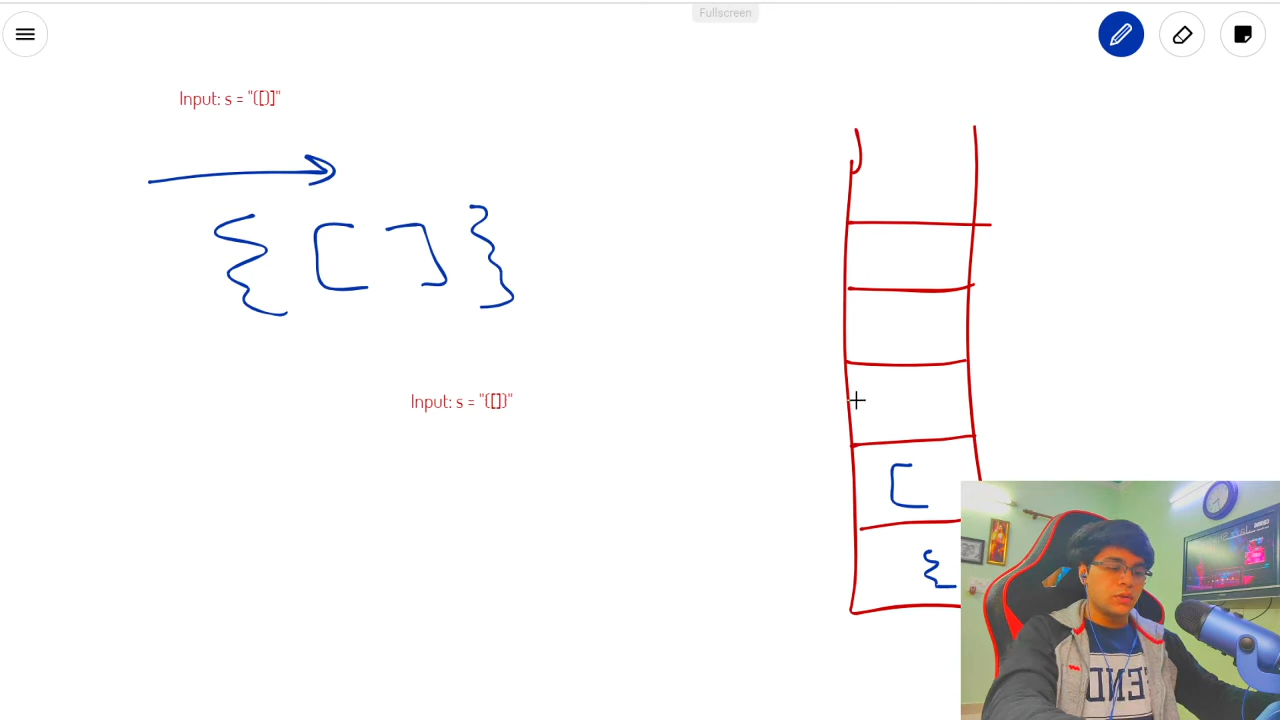 Fullscreen
Input: s = "([)]"
{ [ ] }
Input: s = "{[]}"
[
{